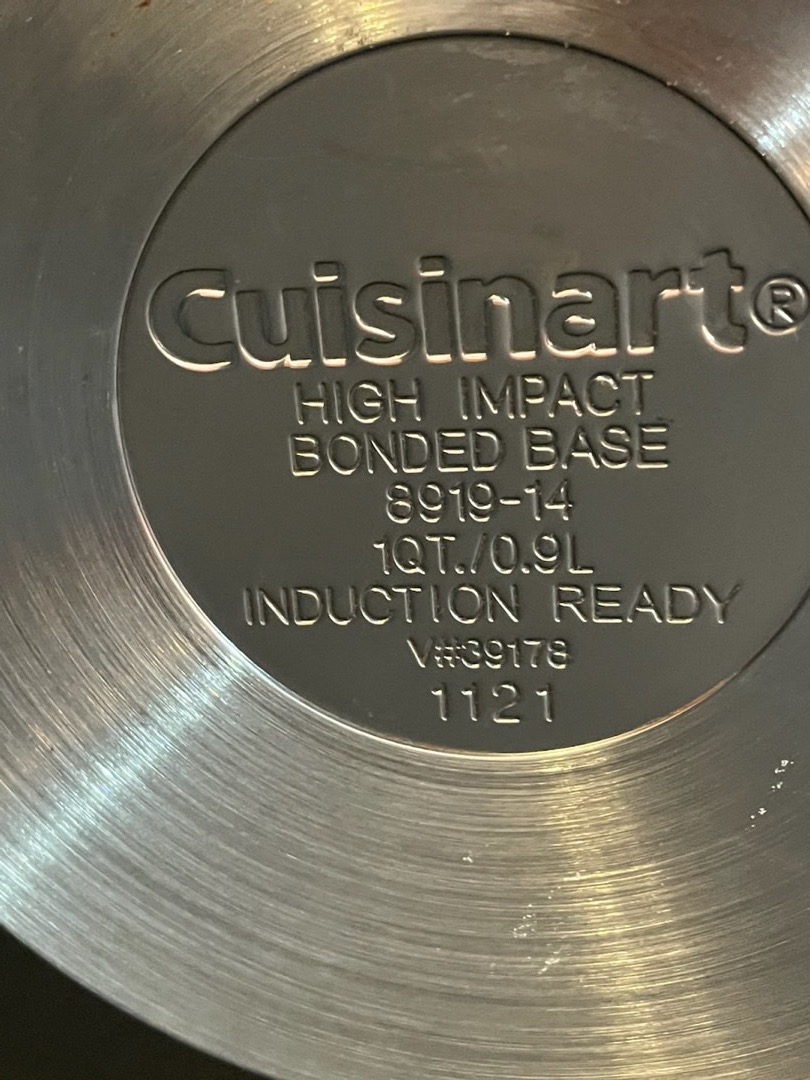 Cuisinart®
HIGH IMPACT
BONDED BASE
8919-14
1QT./0.9L
INDUCTION READY
V#39178
1121